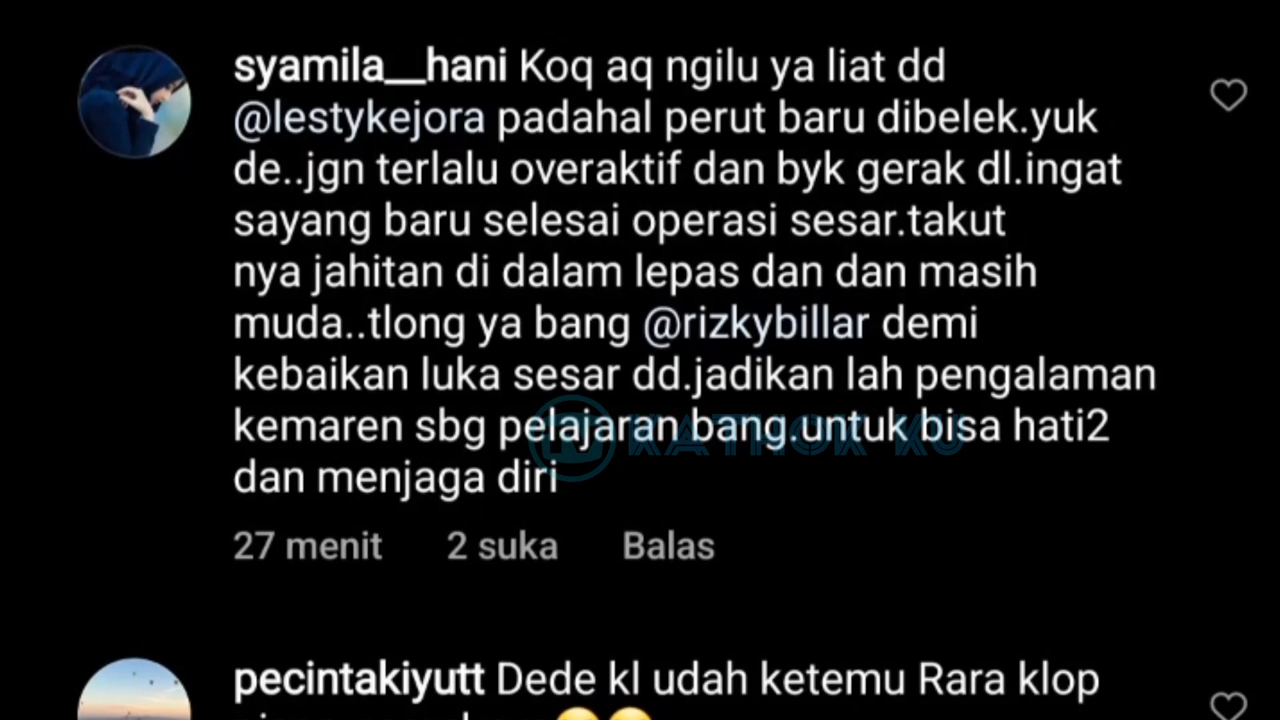 syamila__hani Koq aq ngilu ya liat dd
@lestykejora padahal perut baru dibelek.yuk
de..jgn terlalu overaktif dan byk gerak dl.ingat
sayang baru selesai operasi sesar.takut
nya jahitan di dalam lepas dan dan masih
muda..tlong ya bang @rizkybillar demi
kebaikan luka sesar dd.jadikan lah pengalaman
kemaren sbg pelajaran bang.untuk bisa hati2
KATHOK KU
dan menjaga diri
27 menit 2 suka Balas
pecintakiyutt Dede kl udah ketemu Rara klop